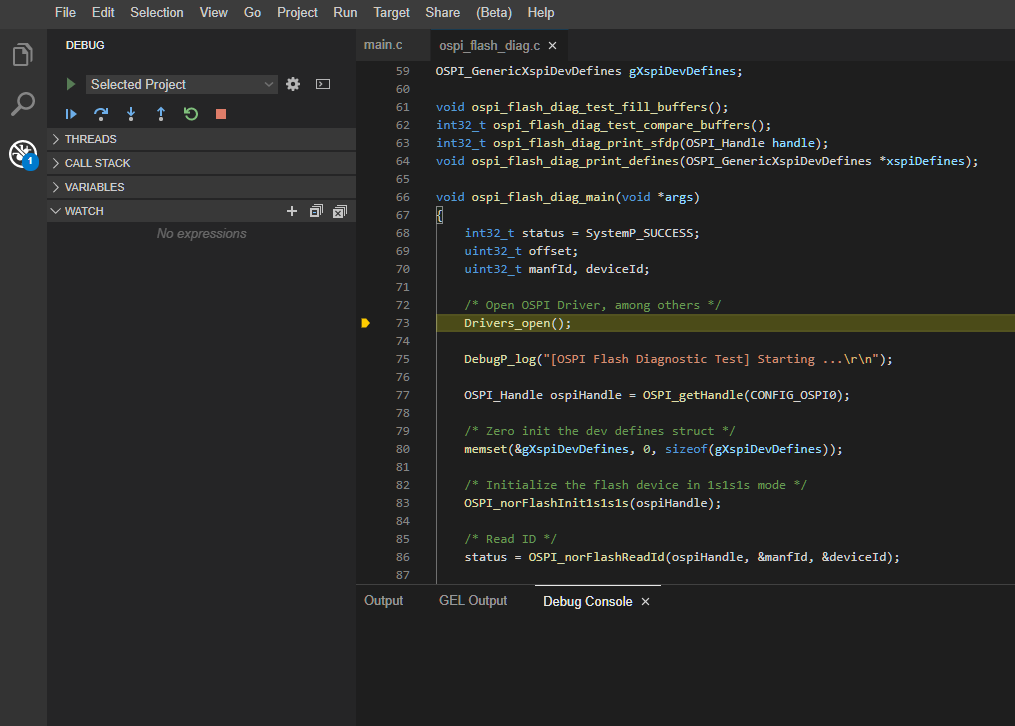 File Edit Selection View Go Project Run Target Share (Beta) Help
DEBUG
Selected Project
1
THREADS
CALL STACK
VARIABLES
WATCH
No expressions
main.c ospi_flash_diag.c ×
59 OSPI_GenericXspiDevDefines gXspiDevDefines;
60
61 void ospi_flash_diag_test_fill_buffers();
62 int32_t ospi_flash_diag_test_compare_buffers();
63 int32_t ospi_flash_diag_print_sfdp(OSPI_Handle handle);
64 void ospi_flash_diag_print_defines(OSPI_GenericXspiDevDefines *xspiDefines);
65
66 void ospi_flash_diag_main(void *args)
67 {
68     int32_t status = SystemP_SUCCESS;
69     uint32_t offset;
70     uint32_t manfId, deviceId;
71
72     /* Open OSPI Driver, among others */
73     Drivers_open();
74
75     DebugP_log("[OSPI Flash Diagnostic Test] Starting ...\r\n");
76
77     OSPI_Handle ospiHandle = OSPI_getHandle(CONFIG_OSPI0);
78
79     /* Zero init the dev defines struct */
80     memset(&gXspiDevDefines, 0, sizeof(gXspiDevDefines));
81
82     /* Initialize the flash device in 1s1s1s mode */
83     OSPI_norFlashInit1s1s1s(ospiHandle);
84
85     /* Read ID */
86     status = OSPI_norFlashReadId(ospiHandle, &manfId, &deviceId);
87
Output GEL Output Debug Console ×